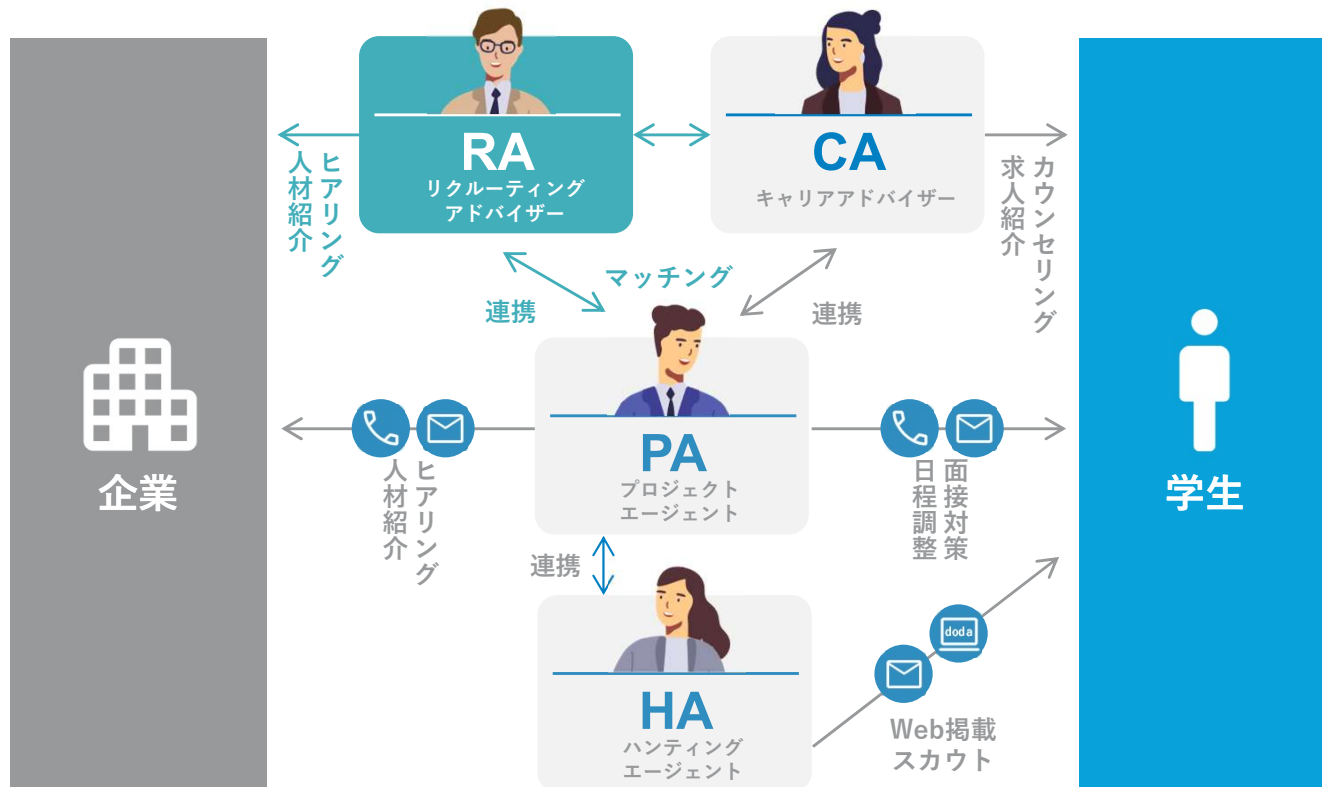 RA
リクルーティング
アドバイザー
CA
キャリアアドバイザー
ヒアリング
人材紹介
カウンセリング
求人紹介
マッチング
連携
連携
企業
学生
PA
プロジェクト
エージェント
ヒアリング
人材紹介
面接対策
日程調整
連携
doda
HA
ハンティング
エージェント
Web掲載
スカウト